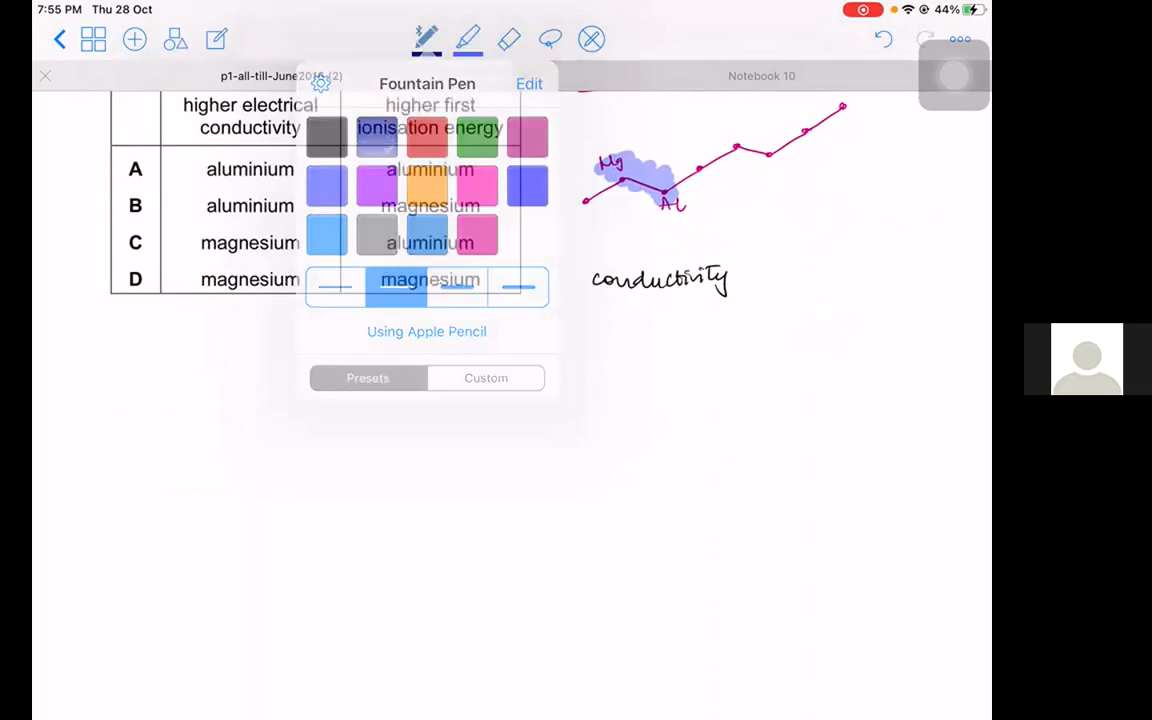 7:55 PM Thu 28 Oct
44%
p1-all-till-June2016 (2)
Notebook 10
Fountain Pen
Edit
higher electrical conductivity
higher first ionisation energy
A aluminium aluminium
B aluminium magnesium
C magnesium aluminium
D magnesium magnesium
Using Apple Pencil
Presets
Custom
Mg
Al
conductivity